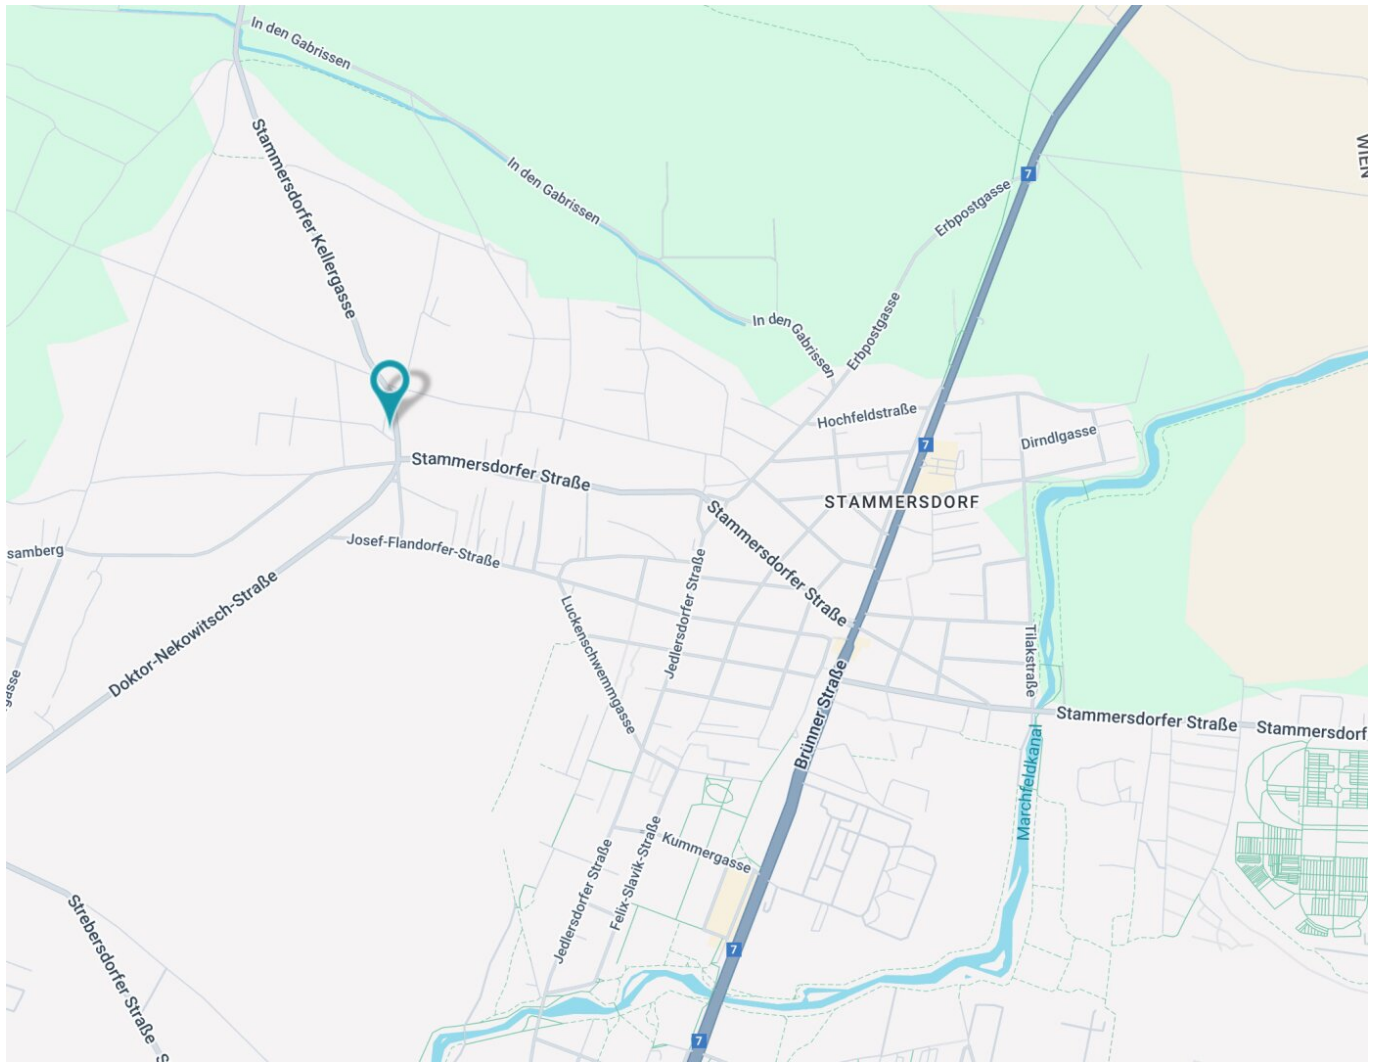 In den Gabrissen
Stammersdorfer Kellergasse
In den Gabrissen
WIEN
7
Erbpostgasse
In den Gabrissen
Erbpostgasse
Hochfeldstraße
Dirndlgasse
7
Stammersdorfer Straße
STAMMERSDORF
Stammersdorfer Straße
samberg
Josef-Flandorfer-Straße
Jedlersdorfer Straße
Doktor-Nekowitsch-Straße
Luckenschwemmgasse
Tilakstraße
gasse
Brünner Straße
Stammersdorfer Straße
Stammersdorf
Marchfeldkanal
Kummergasse
Felix-Slavik-Straße
Jedlersdorfer Straße
Strebersdorfer Straße
7
S
7